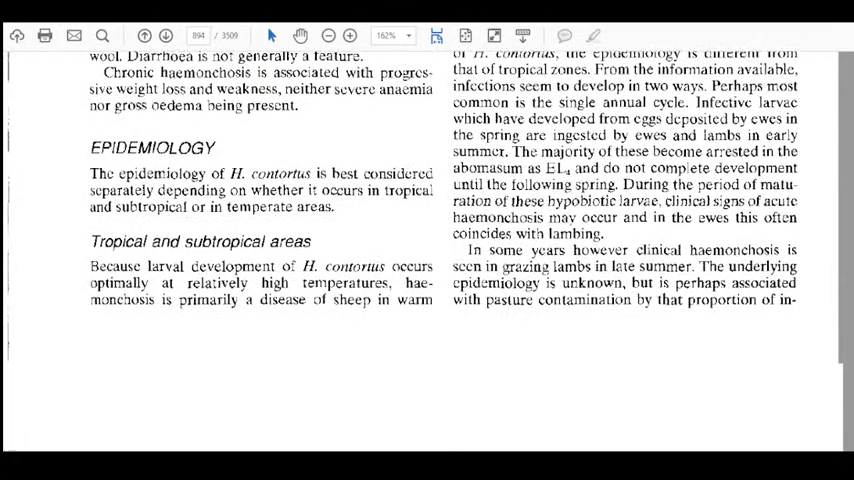 894 / 3509
162%
wool. Diarrhoea is not generally a feature.
Chronic haemonchosis is associated with progres-
sive weight loss and weakness, neither severe anaemia
nor gross oedema being present.
EPIDEMIOLOGY
The epidemiology of H. contortus is best considered
separately depending on whether it occurs in tropical
and subtropical or in temperate areas.
Tropical and subtropical areas
Because larval development of H. contortus occurs
optimally at relatively high temperatures, hae-
monchosis is primarily a disease of sheep in warm
of H. contortus, the epidemiology is different from
that of tropical zones. From the information available,
infections seem to develop in two ways. Perhaps most
common is the single annual cycle. Infective larvae
which have developed from eggs deposited by ewes in
the spring are ingested by ewes and lambs in early
summer. The majority of these become arrested in the
abomasum as EL4 and do not complete development
until the following spring. During the period of matu-
ration of these hypobiotic larvae, clinical signs of acute
haemonchosis may occur and in the ewes this often
coincides with lambing.
In some years however clinical haemonchosis is
seen in grazing lambs in late summer. The underlying
epidemiology is unknown, but is perhaps associated
with pasture contamination by that proportion of in-